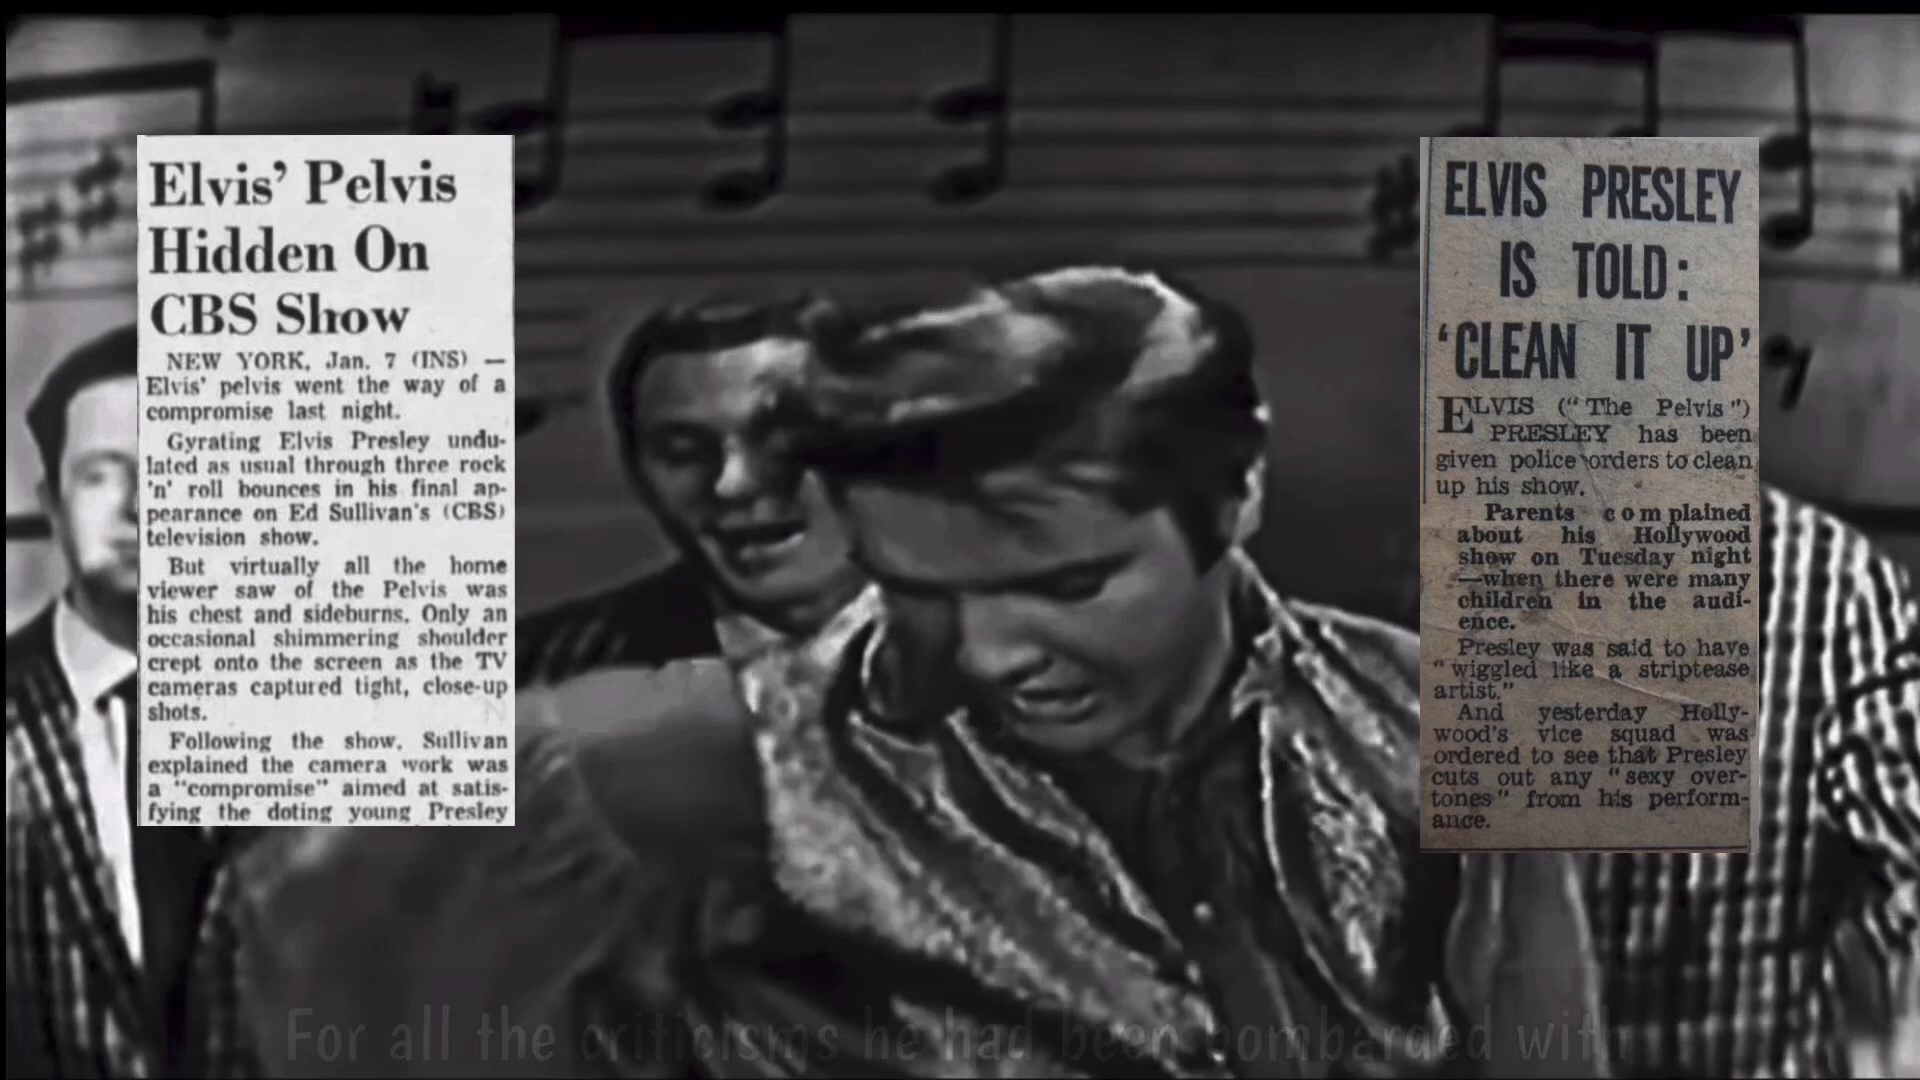 Elvis' Pelvis
Hidden On
CBS Show
NEW YORK, Jan. 7 (INS) —
Elvis' pelvis went the way of a
compromise last night.
Gyrating Elvis Presley undu-
lated as usual through three rock
'n' roll bounces in his final ap-
pearance on Ed Sullivan's (CBS)
television show.
But virtually all the home
viewer saw of the Pelvis was
his chest and sideburns. Only an
occasional shimmering shoulder
crept onto the screen as the TV
cameras captured tight, close-up
shots.
Following the show, Sullivan
explained the camera work was
a "compromise" aimed at satis-
fying the doting young Presley
ELVIS PRESLEY
IS TOLD:
'CLEAN IT UP'
ELVIS ("The Pelvis")
PRESLEY has been
given police orders to clean
up his show.
Parents complained
about his Hollywood
show on Tuesday night
—when there were many
children in the audi-
ence.
Presley was said to have
"wiggled like a striptease
artist."
And yesterday Holly-
wood's vice squad was
ordered to see that Presley
cuts out any "sexy over-
tones" from his perform-
ance.
For all the criticisms he had been bombarded with